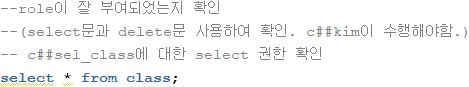 --role이 잘 부여되었는지 확인
--(select문과 delete문 사용하여 확인. c##kim이 수행해야함.)
-- c##sel_class에 대한 select 권한 확인
select * from class;